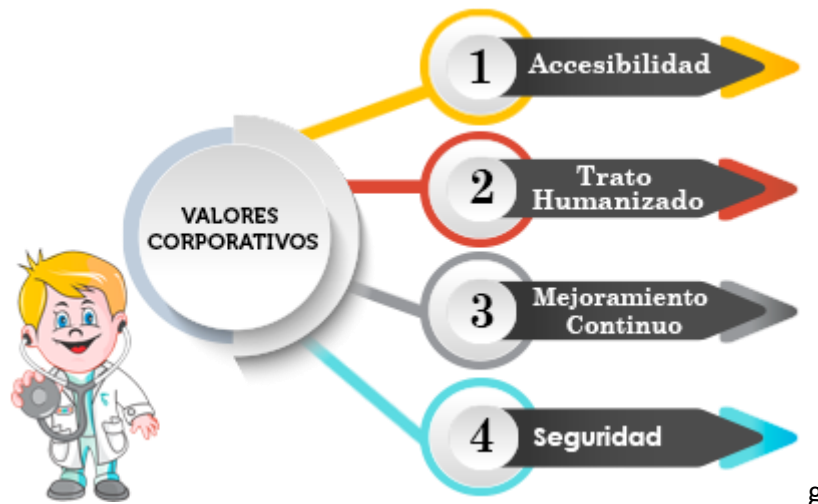 VALORES
CORPORATIVOS
1
Accesibilidad
2
Trato
Humanizado
3
Mejoramiento
Continuo
4
Seguridad